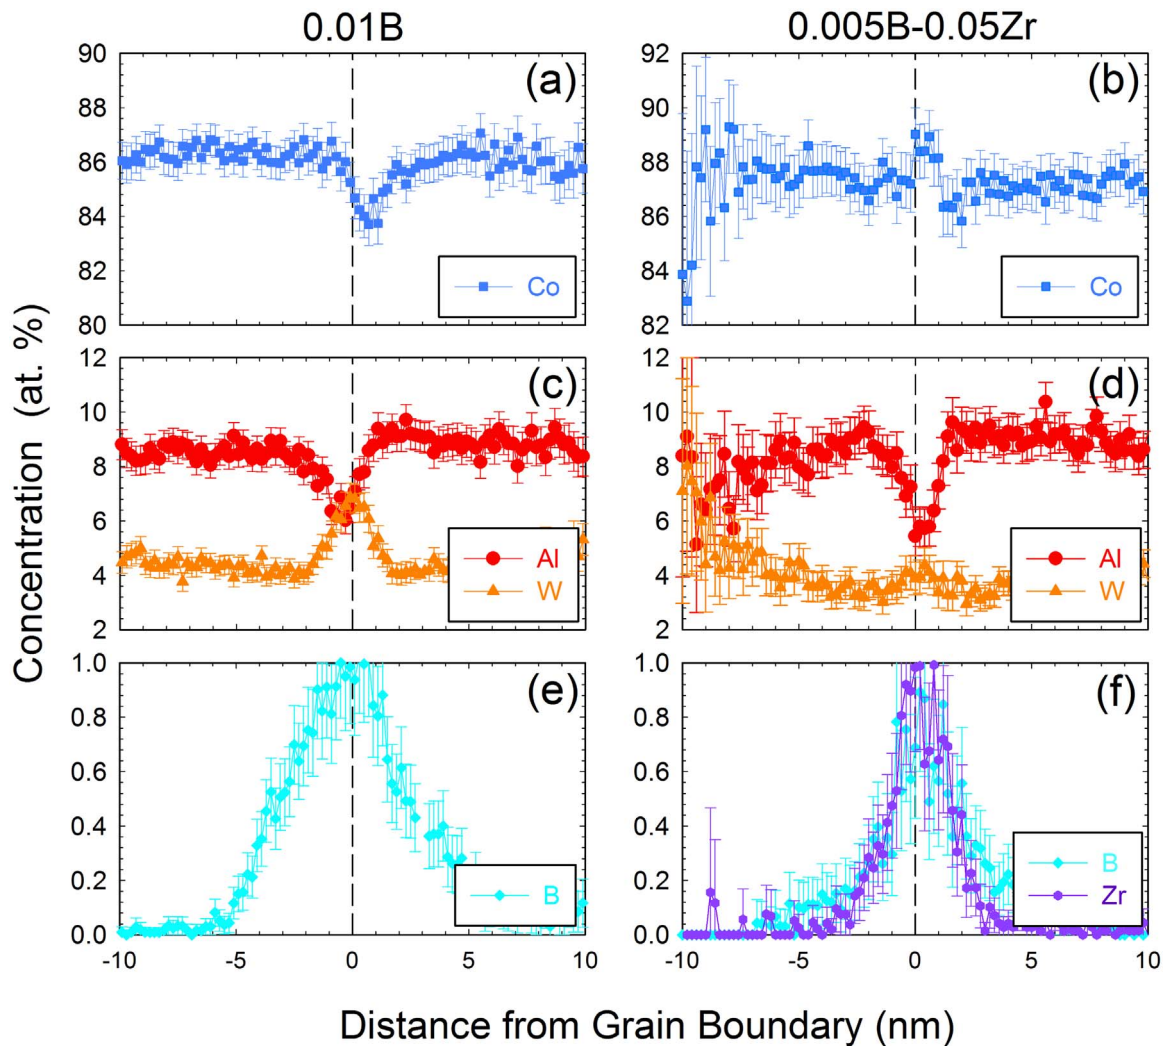 0.01B
0.005B-0.05Zr
90
88
86
84
82
80
(a)
Co
92
90
88
86
84
82
(b)
Co
12
10
8
6
4
2
(c)
Al
W
12
10
8
6
4
2
(d)
Al
W
1.0
0.8
0.6
0.4
0.2
0.0
(e)
B
-10 -5 0 5 10
1.0
0.8
0.6
0.4
0.2
0.0
(f)
B
Zr
-10 -5 0 5 10
Concentration (at. %)
Distance from Grain Boundary (nm)